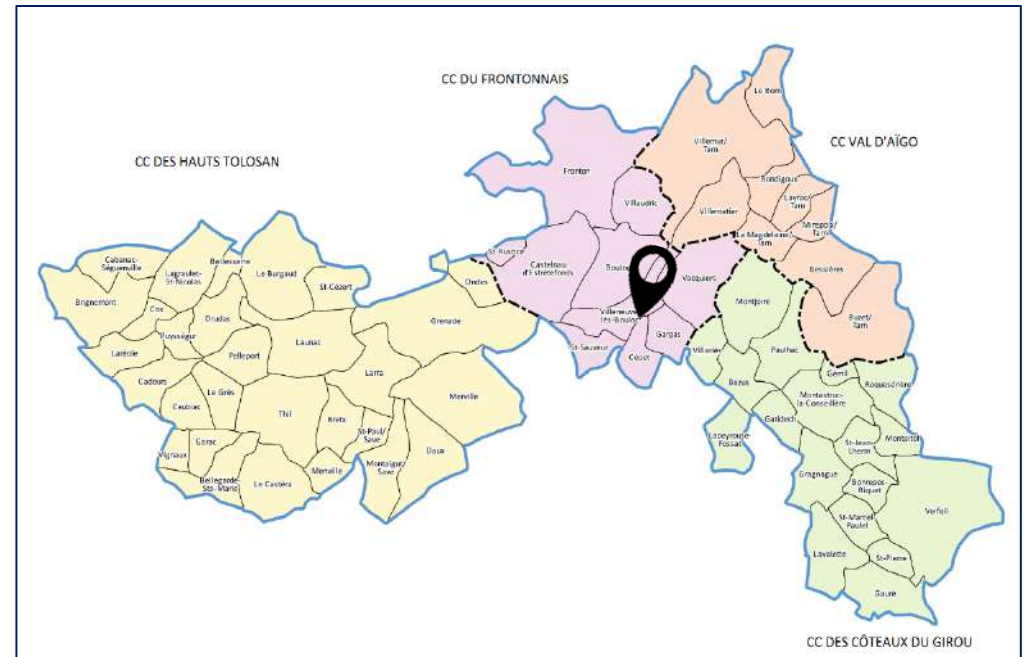 CC DU FRONTONNAIS
CC VAL D'AÏGO
CC DES HAUTS TOLOSAN
Le Born
Villemur/
Tarn
Fronton
Bondigoux
Villaudric
Layrac/
Tarn
Villematier
Mirepoix/
Tarn
La Magdelaine/
Tarn
St-Rustice
Bessières
Cabanac-
Séguenville
Bellesserre
Lagraulet-
St-Nicolas
Le Burgaud
Castelnau
d'Estrétefonds
Vacquiers
St-Cézert
Ondes
Brignemont
Montjoire
Cox
Drudas
Grenade
Villeneuve
lès-Bouloc
Buzet/
Tarn
Puysségur
Launac
Gargas
Laréole
Pelleport
St-Sauveur
Cépet
Villariès
Paulhac
Larra
Gémil
Roquesérière
Cadours
Le Grès
Bazus
Montastruc-
la-Conseillère
Caubiac
Thil
Merville
Garidech
Bretx
St-Paul/
Save
Lapeyrouse-
Fossat
St-Jean-
Lherm
Montpitol
Garac
Vignaux
Daux
Montaigut/
Save
Gragnague
Bellegarde-
Ste-Marie
Le Castéra
Menville
Bonrepos-
Riquet
St-Marcel
Paulel
Verfeil
Lavalette
St-Pierre
Gauré
CC DES CÔTEAUX DU GIROU